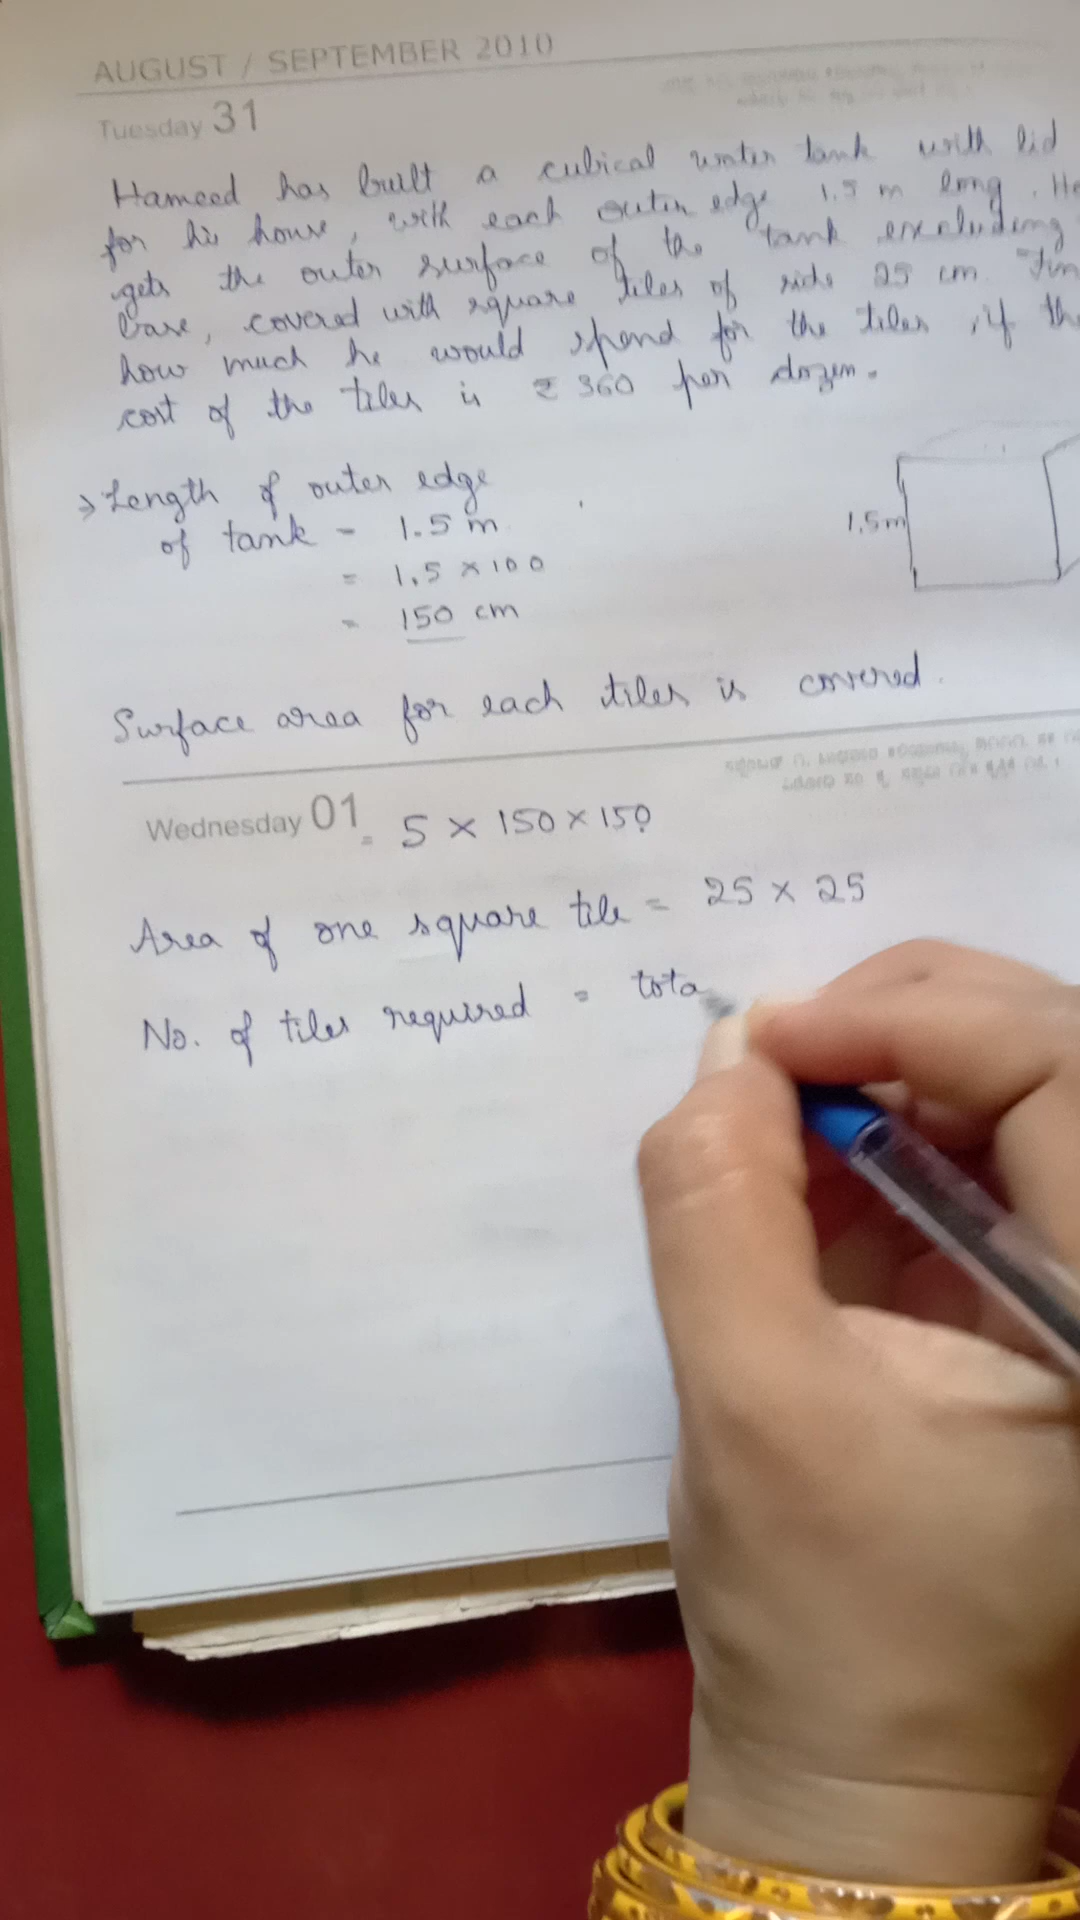 AUGUST / SEPTEMBER 2010
Tuesday 31
Hameed has built a cubical water tank with lid
for his house, with each outer edge 1.5 m long. He
gets the outer surface of the tank excluding
base, covered with square tiles of side 25 cm. Fin
how much he would spend for the tiles, if the
cost of the tiles is ₹ 360 per dozen.
⇒ Length of outer edge
of tank = 1.5 m
= 1.5 × 100
= 150 cm
1.5m
Surface area for each tiles is covered.
Wednesday 01
= 5 × 150 × 150
Area of one square tile = 25 × 25
No. of tiles required = tota